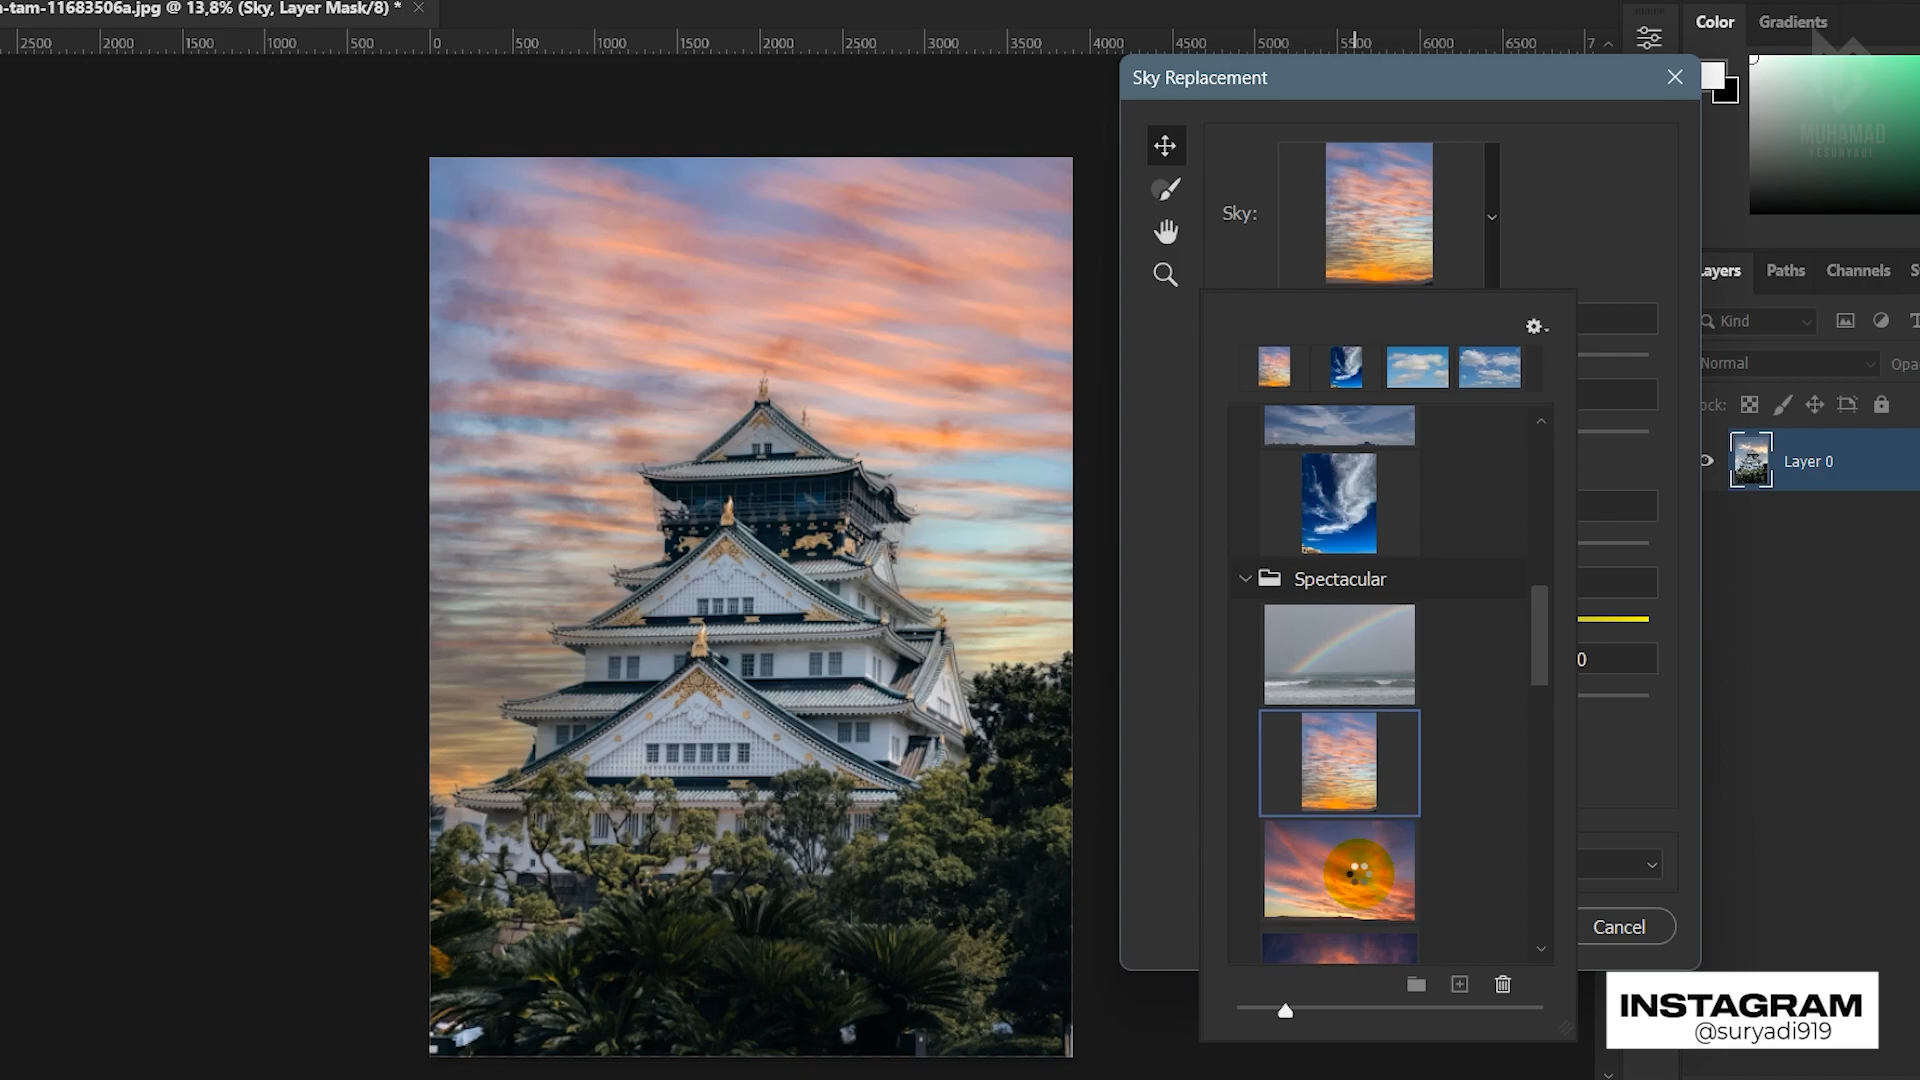 -tam-11683506a.jpg @ 13,8% (Sky, Layer Mask/8) *
2500 2000 1500 1000 500 0 500 1000 1500 2000 2500 3000 3500 4000 4500 5000 5500 6000 6500 7
Color Gradients
Sky Replacement
MUHAMAD
Sky:
Layers Paths Channels S
Kind
Normal
Opa
Lock:
Layer 0
Spectacular
0
Cancel
INSTAGRAM
@suryadi919